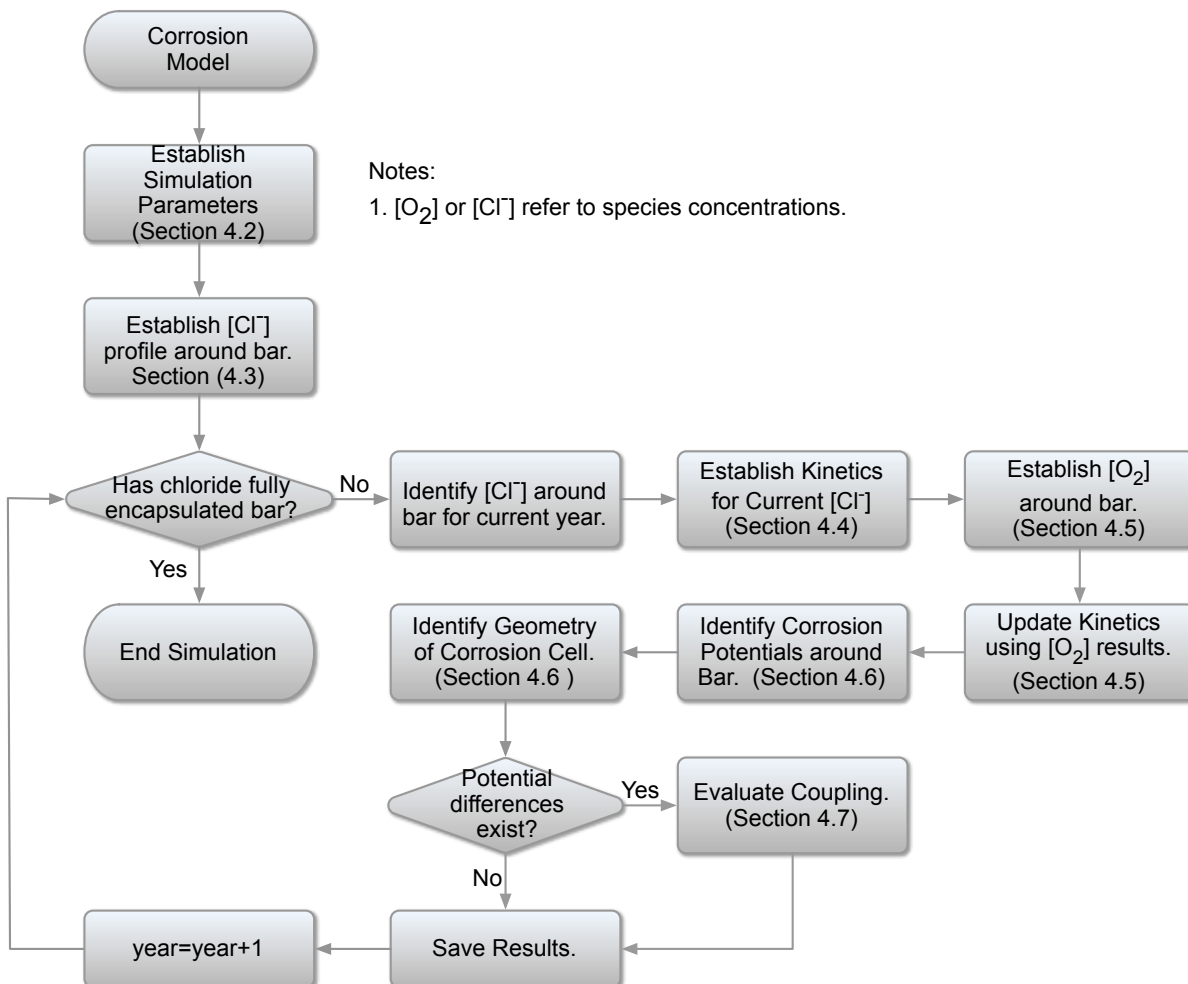 Corrosion
Model
Establish
Simulation
Parameters
(Section 4.2)
Notes:
1. [O₂] or [Cl⁻] refer to species concentrations.
Establish [Cl⁻]
profile around bar.
Section (4.3)
Has chloride fully
encapsulated bar?
No
Yes
Identify [Cl⁻] around
bar for current year.
Establish Kinetics
for Current [Cl⁻]
(Section 4.4)
Establish [O₂]
around bar.
(Section 4.5)
End Simulation
Update Kinetics
using [O₂] results.
(Section 4.5)
Identify Corrosion
Potentials around
Bar.  (Section 4.6)
Identify Geometry
of Corrosion Cell.
(Section 4.6 )
Potential
differences
exist?
Yes
No
Evaluate Coupling.
(Section 4.7)
Save Results.
year=year+1